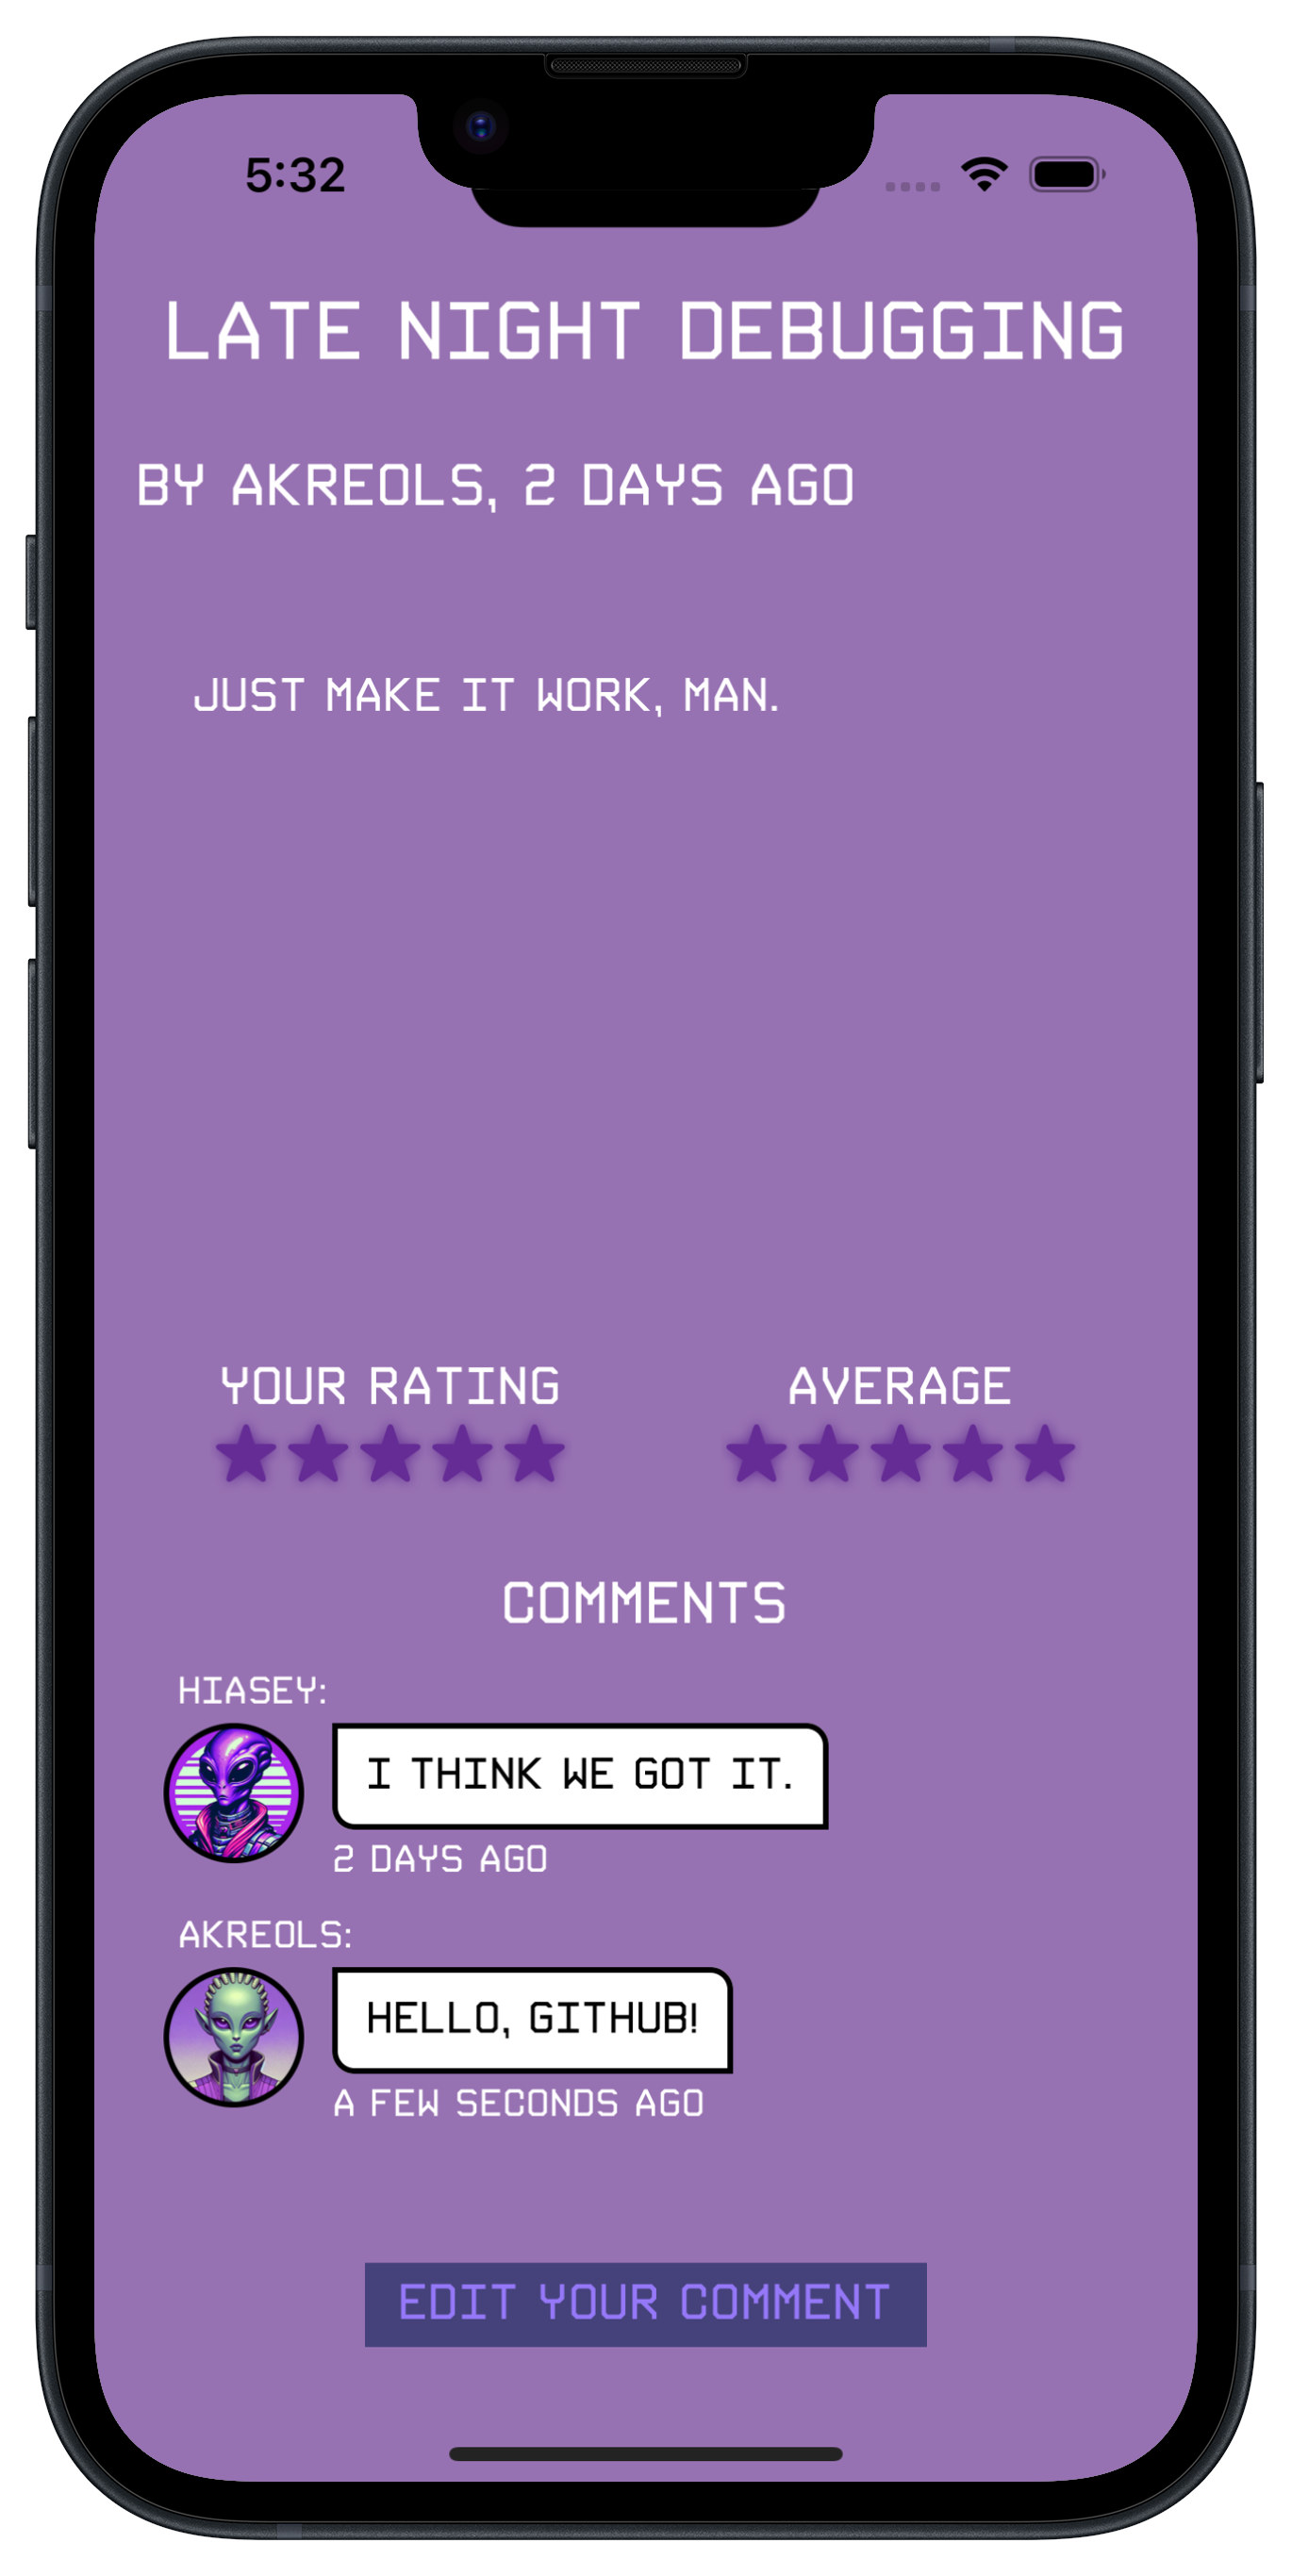 5:32
LATE NIGHT DEBUGGING
BY AKREOLS, 2 DAYS AGO
JUST MAKE IT WORK, MAN.
YOUR RATING
AVERAGE
COMMENTS
HIASEY:
I THINK WE GOT IT.
2 DAYS AGO
AKREOLS:
HELLO, GITHUB!
A FEW SECONDS AGO
EDIT YOUR COMMENT